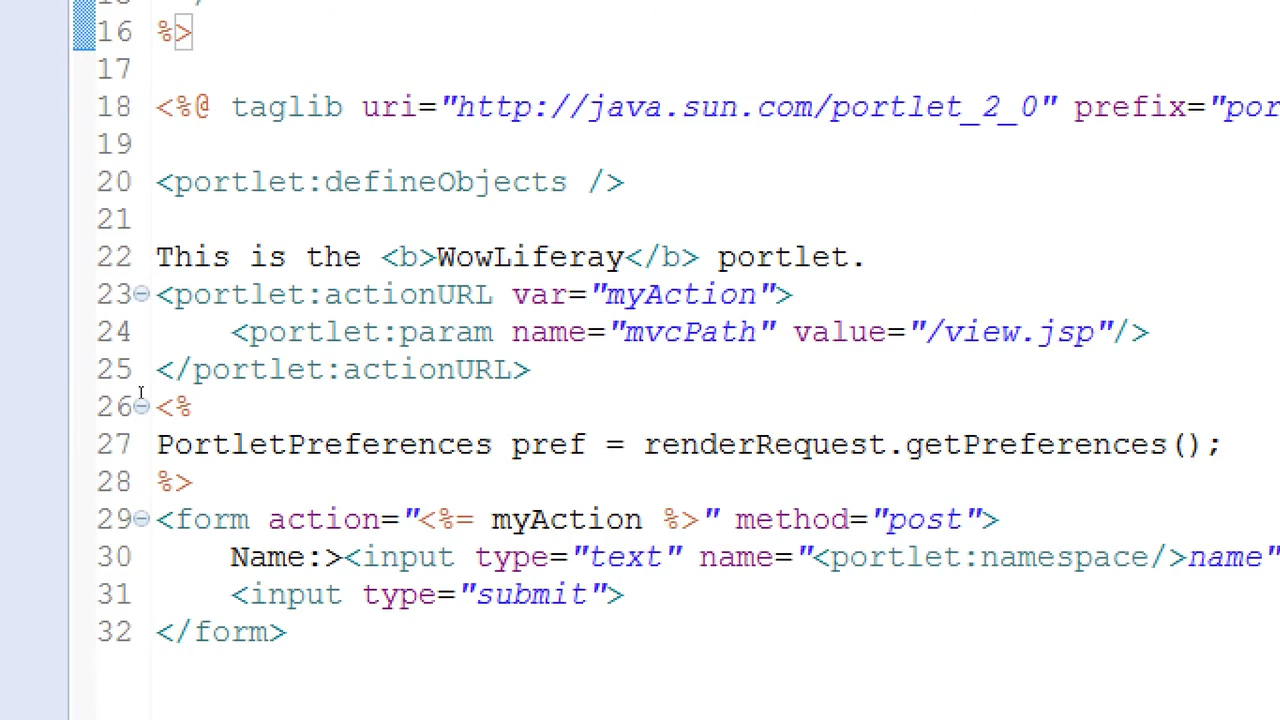 16 %>
17
18 <%@ taglib uri="http://java.sun.com/portlet_2_0" prefix="por
19
20 <portlet:defineObjects />
21
22 This is the <b>WowLiferay</b> portlet.
23 <portlet:actionURL var="myAction">
24     <portlet:param name="mvcPath" value="/view.jsp"/>
25 </portlet:actionURL>
26 <%
27 PortletPreferences pref = renderRequest.getPreferences();
28 %>
29 <form action="<%= myAction %>" method="post">
30     Name:><input type="text" name="<portlet:namespace/>name"
31     <input type="submit">
32 </form>